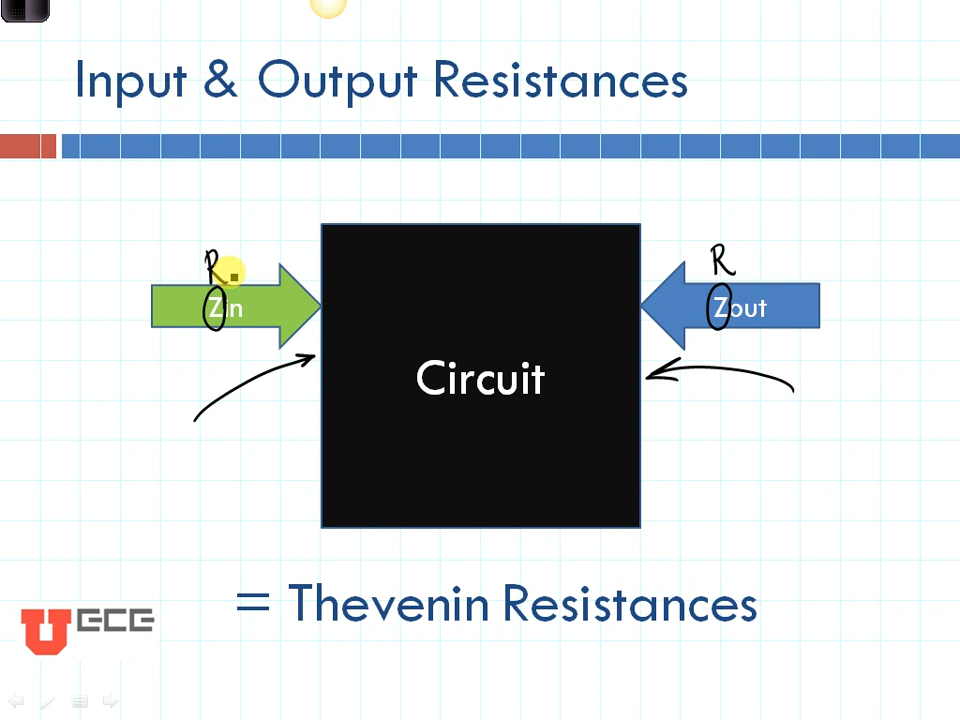 Input & Output Resistances
R.
R
Zin
Zout
Circuit
= Thevenin Resistances
U ECE